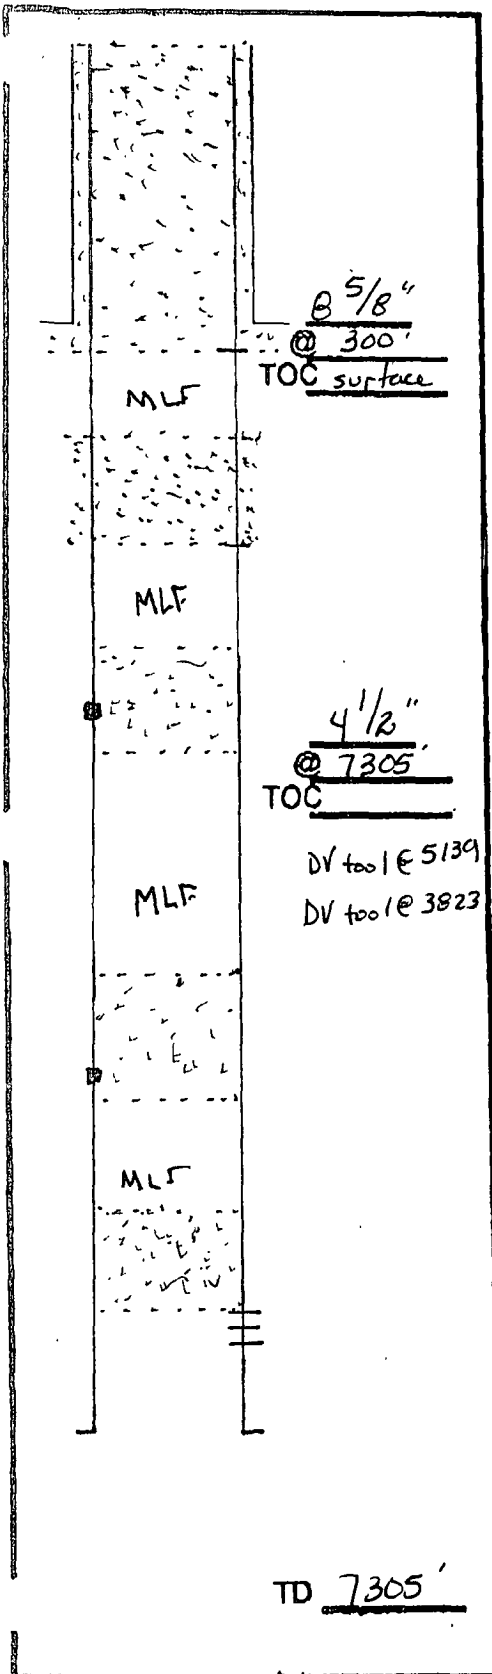 8 5/8"
@ 300'
TOC surface
MLF
MLF
4 1/2"
@ 7305'
TOC
DV tool @ 5139
MLF
DV tool @ 3823
MLF
TD 7305'